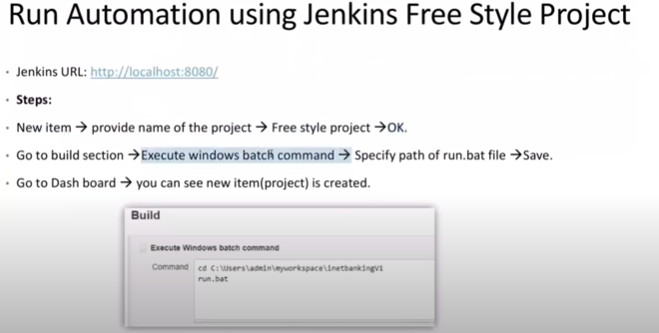 Run Automation using Jenkins Free Style Project
• Jenkins URL: http://localhost:8080/
• Steps:
• New item → provide name of the project → Free style project →OK.
• Go to build section →Execute windows batch command → Specify path of run.bat file →Save.
• Go to Dash board → you can see new item(project) is created.
Build
Execute Windows batch command
Command cd C:\Users\admin\myworkspace\inetbankingV1
run.bat